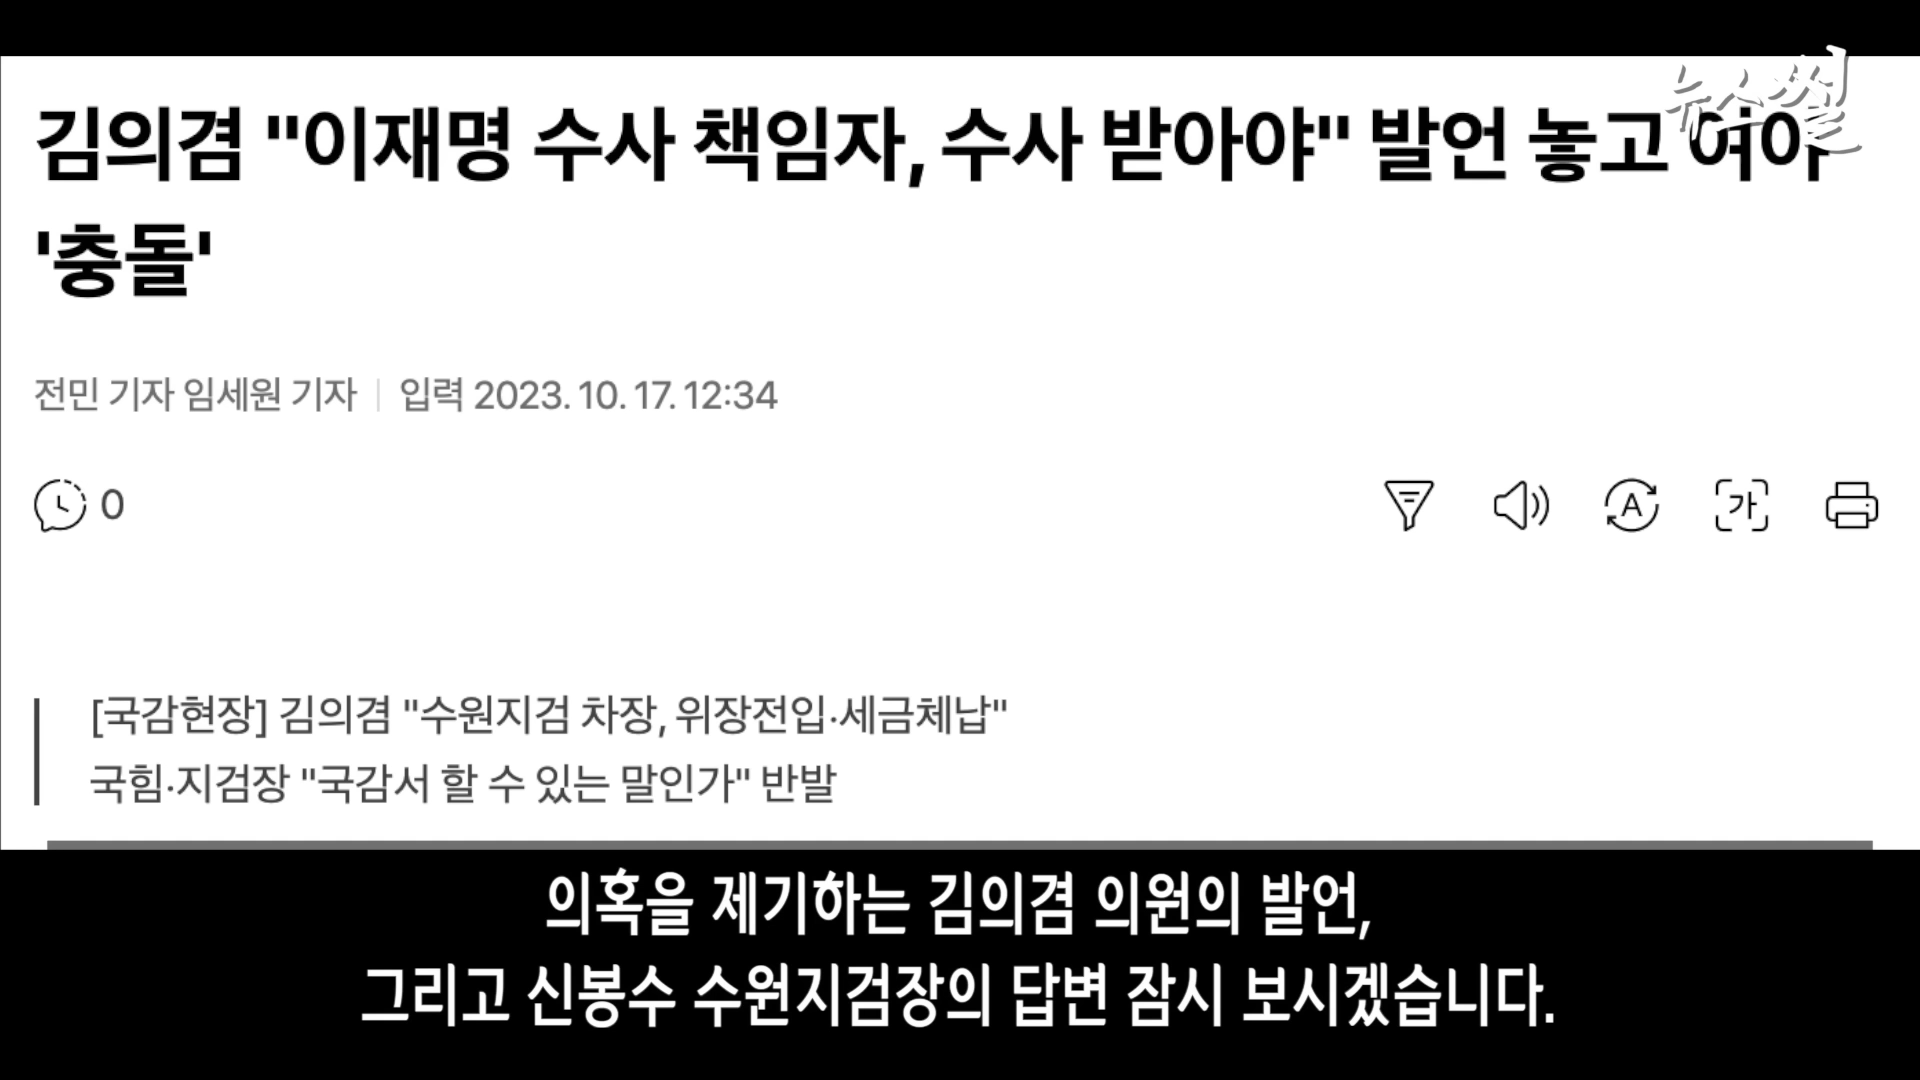 뉴스썰
김의겸 "이재명 수사 책임자, 수사 받아야" 발언 놓고 여야
'충돌'
전민 기자 임세원 기자 | 입력 2023. 10. 17. 12:34
0
A
가
[국감현장] 김의겸 "수원지검 차장, 위장전입·세금체납"
국힘·지검장 "국감서 할 수 있는 말인가" 반발
의혹을 제기하는 김의겸 의원의 발언,
그리고 신봉수 수원지검장의 답변 잠시 보시겠습니다.